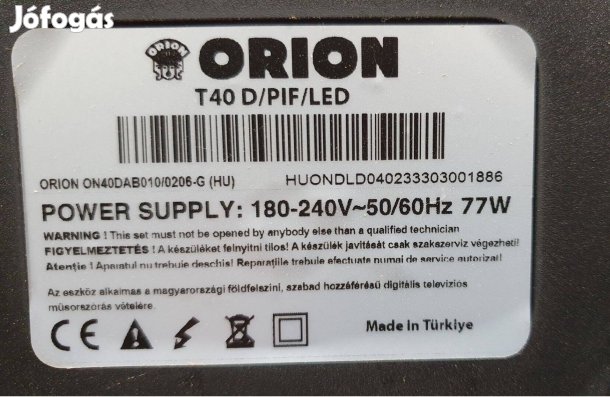 Jófogás
ORION
ORION
T40 D/PIF/LED
ORION ON40DAB010/0206-G (HU)
HUONDLD040233303001886
POWER SUPPLY: 180-240V~50/60Hz 77W
WARNING ! This set must not be opened by anybody else than a qualified technician
FIGYELMEZTETÉS ! A készüléket felnyitni tilos! A készülék javítását csak szakszerviz végezheti!
Atenţie ! Aparatul nu trebuie deschis! Reparaţiile trebuie efectuate numai de service autorizat!
Az eszköz alkalmas a magyarországi földfelszíni, szabad hozzáférésű digitális televíziós
műsorszórás vételére.
CE
Made In Türkiye